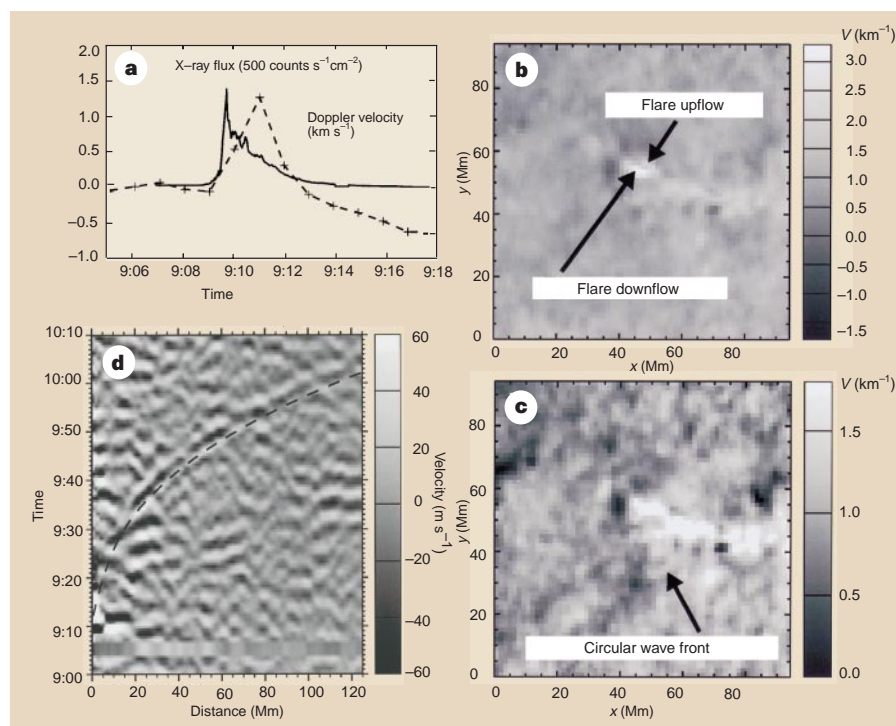 a
X–ray flux (500 counts s⁻¹cm⁻²)
Doppler velocity
(km s⁻¹)
2.0
1.5
1.0
0.5
0.0
–0.5
–1.0
9:06 9:08 9:10 9:12 9:14 9:16 9:18
Time
b
Flare upflow
Flare downflow
80
60
40
20
0
y (Mm)
0 20 40 60 80
x (Mm)
V (km⁻¹)
3.0
2.5
2.0
1.5
1.0
0.5
0.0
–0.5
–1.0
–1.5
d
10:10
10:00
9:50
9:40
9:30
9:20
9:10
9:00
Time
0 20 40 60 80 100 120
Distance (Mm)
60
40
20
0
–20
–40
–60
Velocity (m s⁻¹)
c
Circular wave front
80
60
40
20
0
y (Mm)
0 20 40 60 80
x (Mm)
V (km⁻¹)
1.5
1.0
0.5
0.0